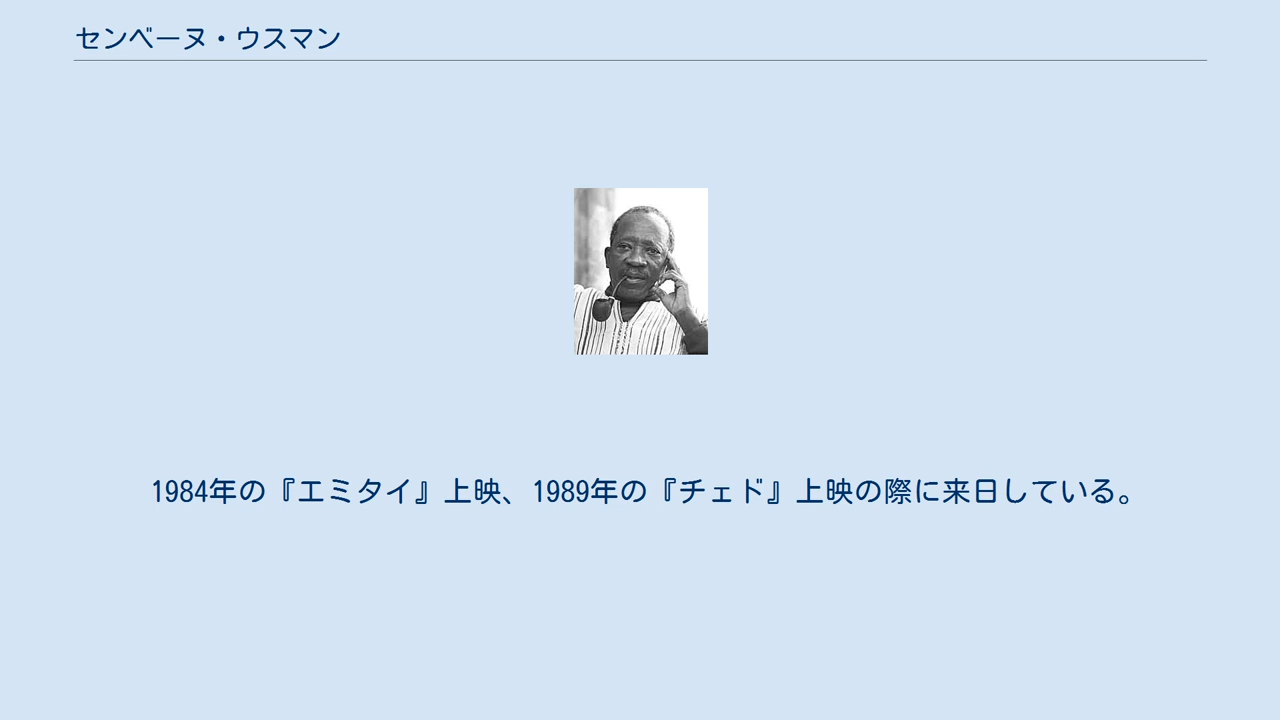 センベーヌ・ウスマン
1984年の『エミタイ』上映、1989年の『チェド』上映の際に来日している。